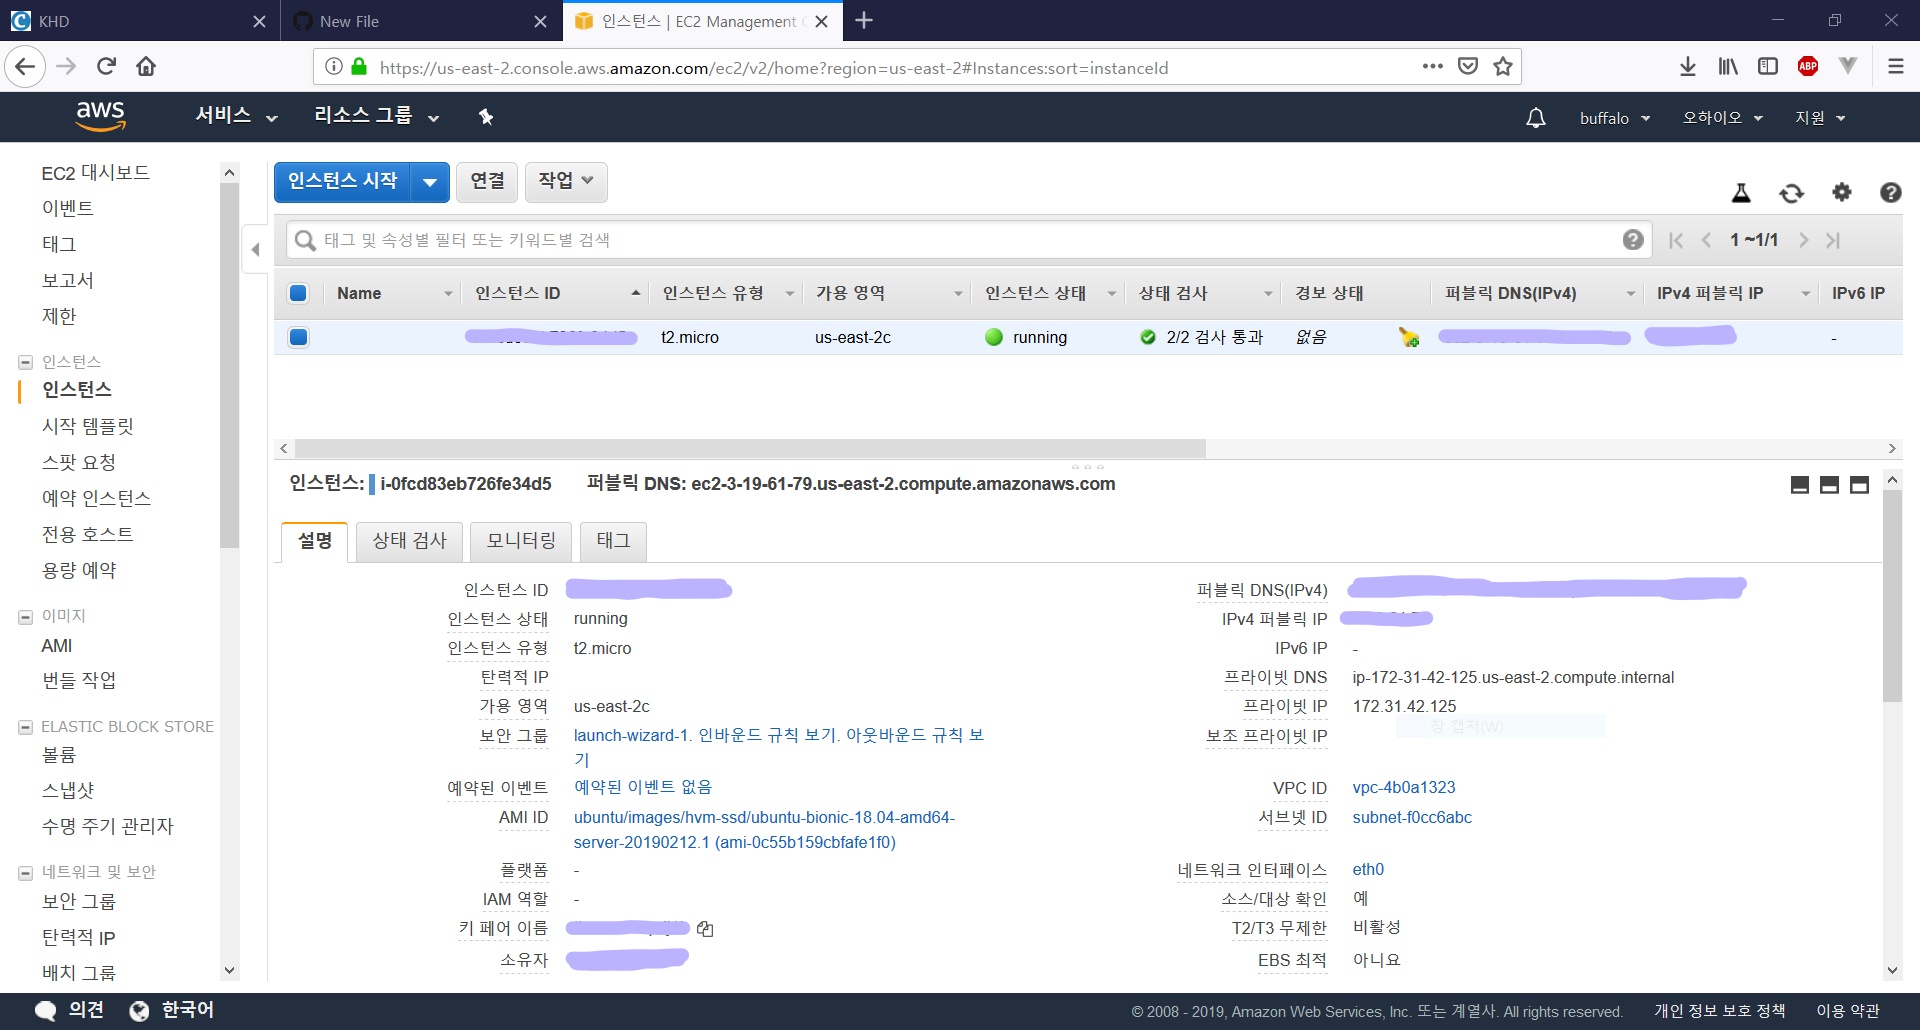 KHD
New File
인스턴스 | EC2 Management
https://us-east-2.console.aws.amazon.com/ec2/v2/home?region=us-east-2#Instances:sort=instanceId
ABP
aws
서비스
리소스 그룹
buffalo
오하이오
지원
EC2 대시보드
이벤트
태그
보고서
제한
인스턴스
인스턴스
시작 템플릿
스팟 요청
예약 인스턴스
전용 호스트
용량 예약
이미지
AMI
번들 작업
ELASTIC BLOCK STORE
볼륨
스냅샷
수명 주기 관리자
네트워크 및 보안
보안 그룹
탄력적 IP
배치 그룹
인스턴스 시작
연결
작업
태그 및 속성별 필터 또는 키워드별 검색
1 ~1/1
Name 인스턴스 ID 인스턴스 유형 가용 영역 인스턴스 상태 상태 검사 경보 상태 퍼블릭 DNS(IPv4) IPv4 퍼블릭 IP IPv6 IP
t2.micro us-east-2c running 2/2 검사 통과 없음 -
인스턴스: i-0fcd83eb726fe34d5 퍼블릭 DNS: ec2-3-19-61-79.us-east-2.compute.amazonaws.com
설명 상태 검사 모니터링 태그
인스턴스 ID
인스턴스 상태 running
인스턴스 유형 t2.micro
탄력적 IP
가용 영역 us-east-2c
보안 그룹 launch-wizard-1. 인바운드 규칙 보기. 아웃바운드 규칙 보
기
예약된 이벤트 예약된 이벤트 없음
AMI ID ubuntu/images/hvm-ssd/ubuntu-bionic-18.04-amd64-
server-20190212.1 (ami-0c55b159cbfafe1f0)
플랫폼 -
IAM 역할 -
키 페어 이름
소유자
퍼블릭 DNS(IPv4)
IPv4 퍼블릭 IP
IPv6 IP -
프라이빗 DNS ip-172-31-42-125.us-east-2.compute.internal
프라이빗 IP 172.31.42.125
창 캡처(W)
보조 프라이빗 IP
VPC ID vpc-4b0a1323
서브넷 ID subnet-f0cc6abc
네트워크 인터페이스 eth0
소스/대상 확인 예
T2/T3 무제한 비활성
EBS 최적 아니요
의견
한국어
© 2008 - 2019, Amazon Web Services, Inc. 또는 계열사. All rights reserved.
개인 정보 보호 정책
이용 약관